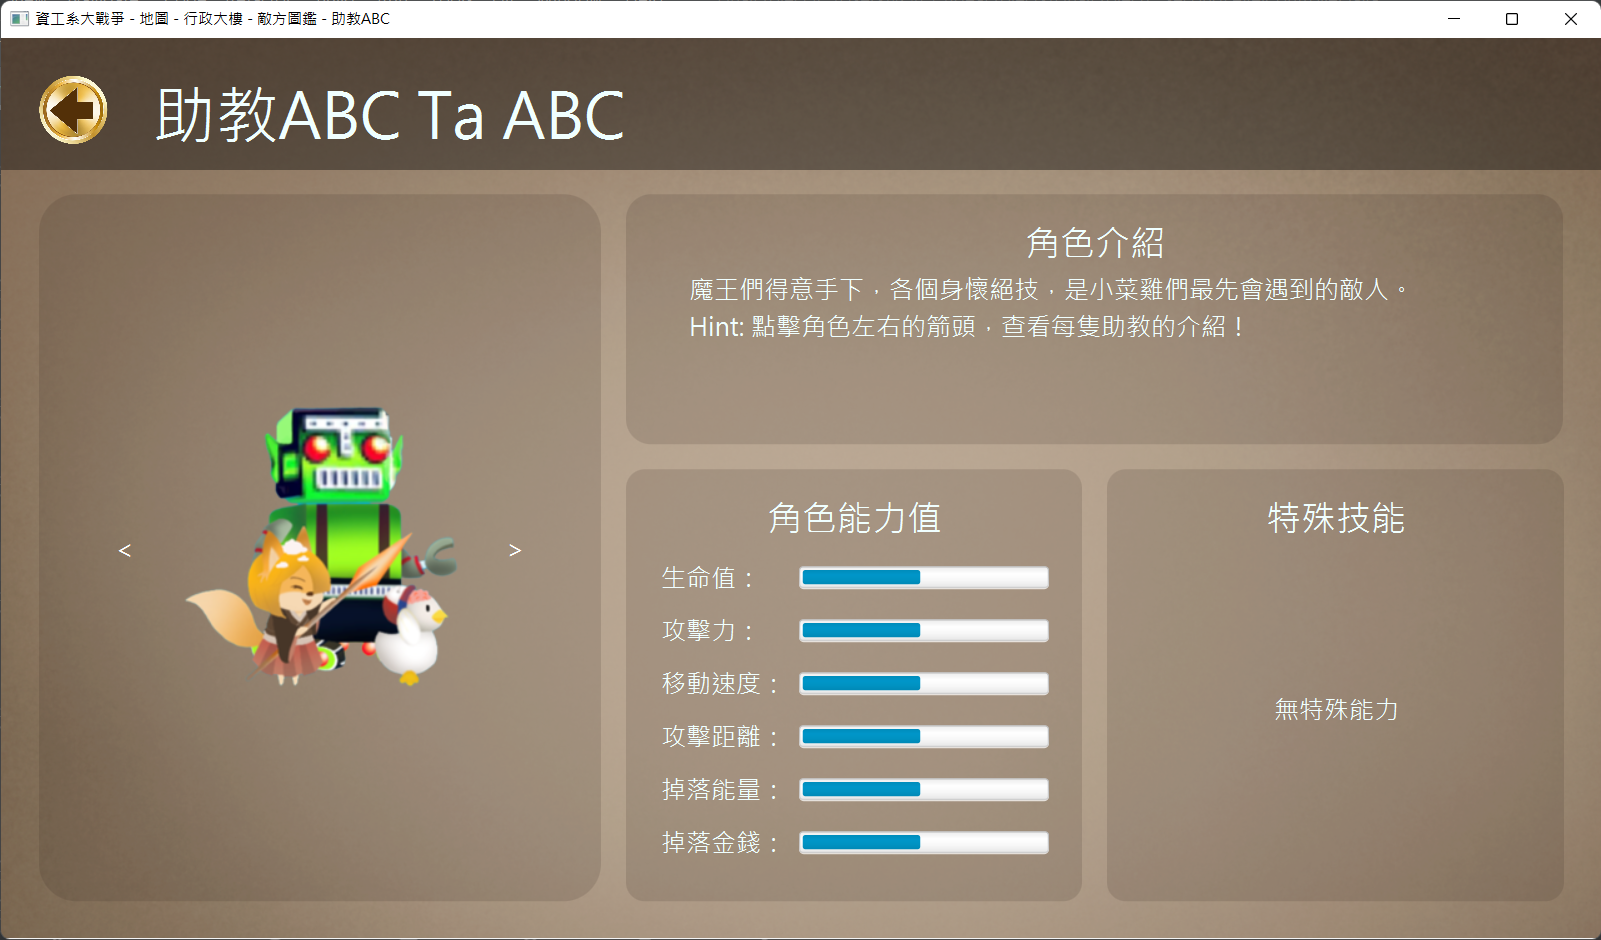 資工系大戰爭 - 地圖 - 行政大樓 - 敵方圖鑑 - 助教ABC
助教ABC Ta ABC
<
>
角色介紹
魔王們得意手下，各個身懷絕技，是小菜雞們最先會遇到的敵人。
Hint: 點擊角色左右的箭頭，查看每隻助教的介紹！
角色能力值
生命值：
攻擊力：
移動速度：
攻擊距離：
掉落能量：
掉落金錢：
特殊技能
無特殊能力